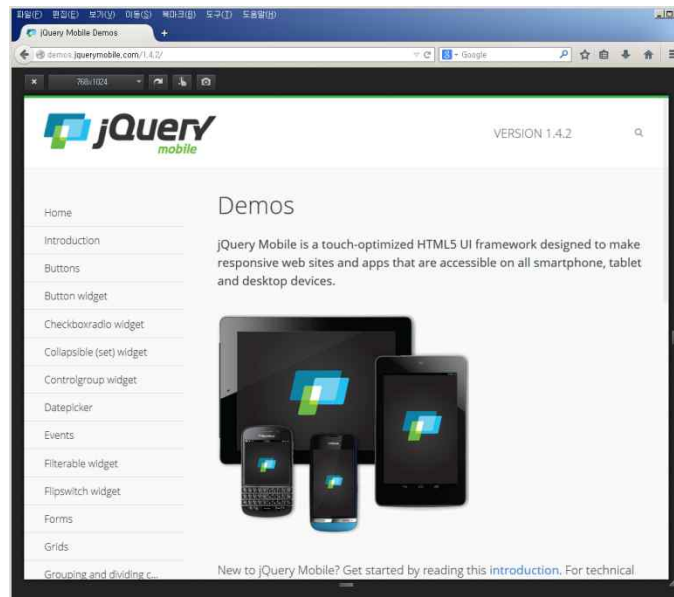 파일(F) 편집(E) 보기(V) 이동(S) 북마크(B) 도구(T) 도움말(H)
jQuery Mobile Demos
demos.jquerymobile.com/1.4.2/
Google
768x1024
jQuery
mobile
VERSION 1.4.2
Home
Introduction
Buttons
Button widget
Checkboxradio widget
Collapsible (set) widget
Controlgroup widget
Datepicker
Events
Filterable widget
Flipswitch widget
Forms
Grids
Grouping and dividing c...
Demos
jQuery Mobile is a touch-optimized HTML5 UI framework designed to make
responsive web sites and apps that are accessible on all smartphone, tablet
and desktop devices.
New to jQuery Mobile? Get started by reading this introduction. For technical